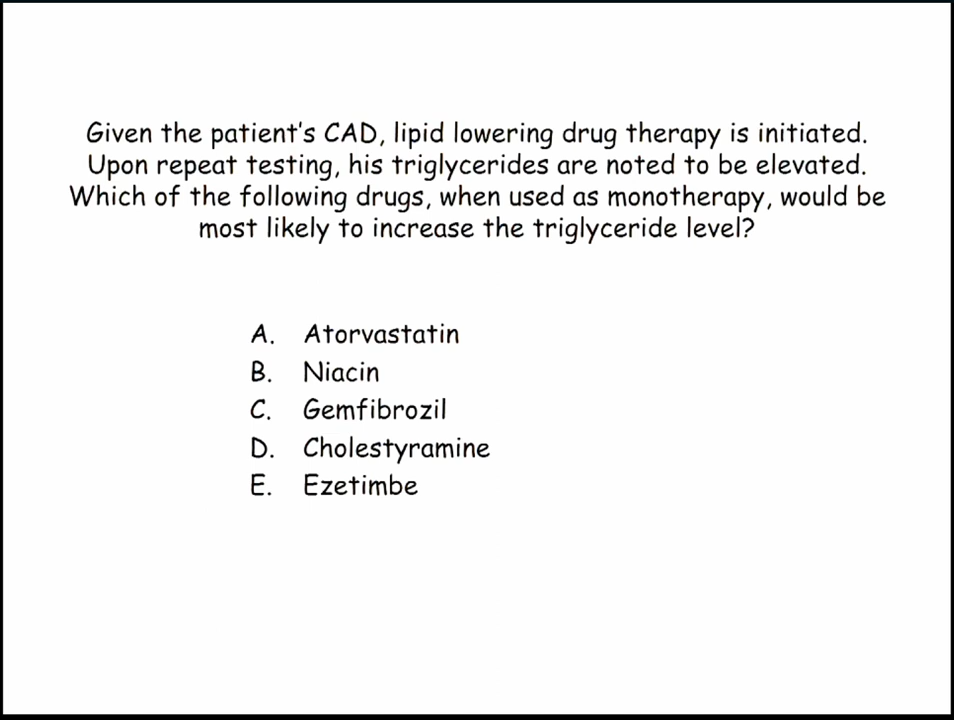 Given the patient's CAD, lipid lowering drug therapy is initiated.
Upon repeat testing, his triglycerides are noted to be elevated.
Which of the following drugs, when used as monotherapy, would be
most likely to increase the triglyceride level?
A. Atorvastatin
B. Niacin
C. Gemfibrozil
D. Cholestyramine
E. Ezetimbe